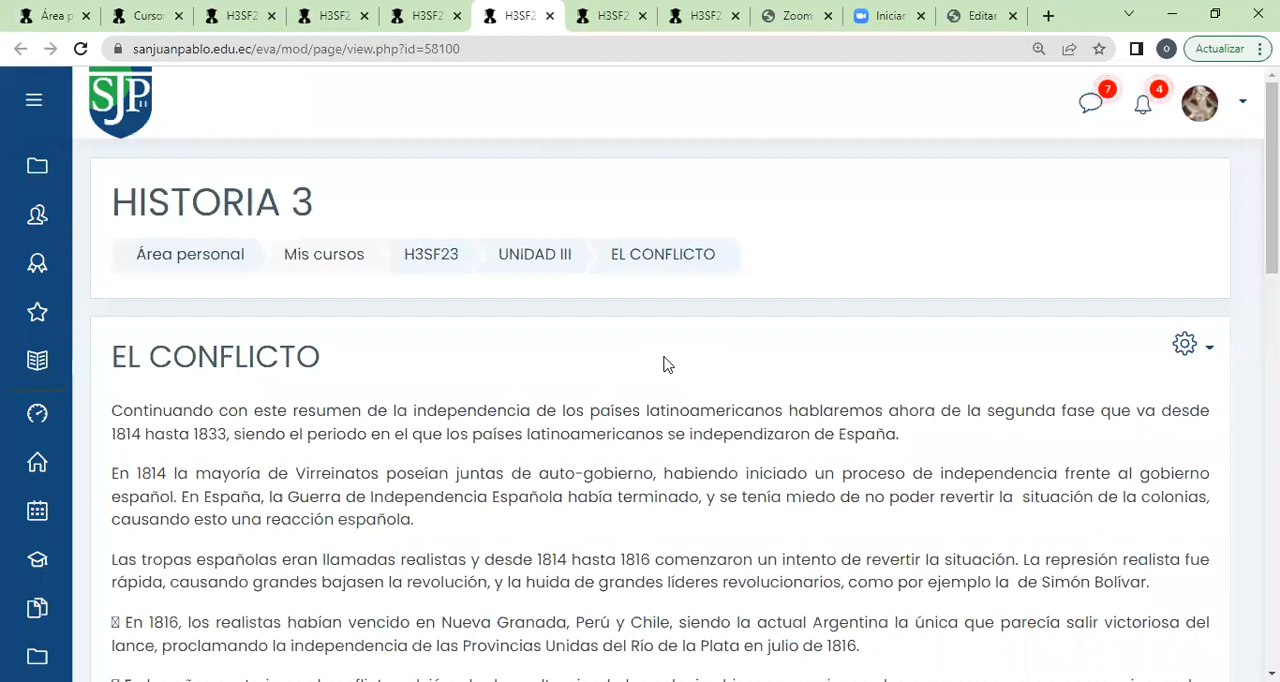 Área p
Curso:
H3SF2
H3SF2
H3SF2
H3SF2
H3SF2
H3SF2
Zoom
Iniciar
Editar
sanjuanpablo.edu.ec/eva/mod/page/view.php?id=58100
o
Actualizar
SJP II
7
4
HISTORIA 3
Área personal
Mis cursos
H3SF23
UNIDAD III
EL CONFLICTO
EL CONFLICTO
Continuando con este resumen de la independencia de los países latinoamericanos hablaremos ahora de la segunda fase que va desde
1814 hasta 1833, siendo el periodo en el que los países latinoamericanos se independizaron de España.
En 1814 la mayoría de Virreinatos poseían juntas de auto-gobierno, habiendo iniciado un proceso de independencia frente al gobierno
español. En España, la Guerra de Independencia Española había terminado, y se tenía miedo de no poder revertir la situación de la colonias,
causando esto una reacción española.
Las tropas españolas eran llamadas realistas y desde 1814 hasta 1816 comenzaron un intento de revertir la situación. La represión realista fue
rápida, causando grandes bajasen la revolución, y la huida de grandes líderes revolucionarios, como por ejemplo la de Simón Bolívar.
En 1816, los realistas habían vencido en Nueva Granada, Perú y Chile, siendo la actual Argentina la única que parecía salir victoriosa del
lance, proclamando la independencia de las Provincias Unidas del Río de la Plata en julio de 1816.